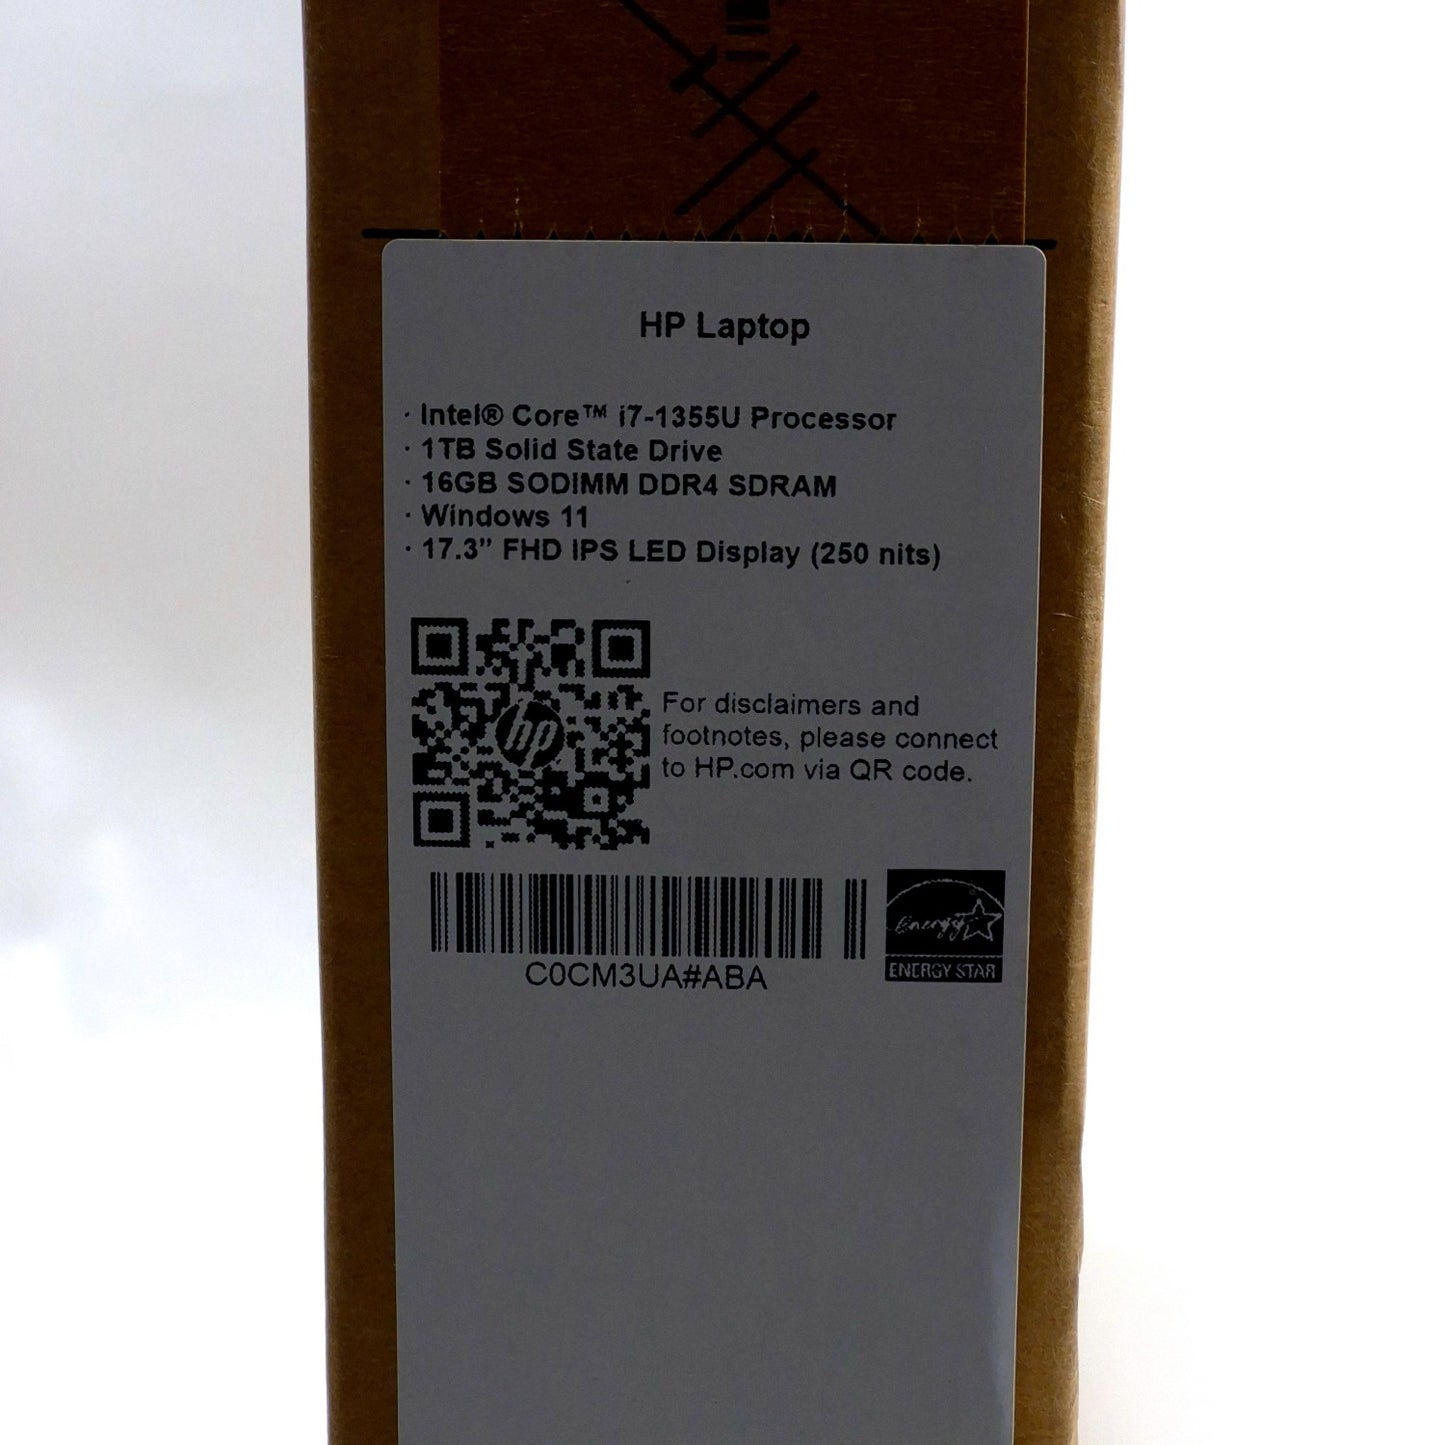 HP Laptop
· Intel® Core™ i7-1355U Processor
· 1TB Solid State Drive
· 16GB SODIMM DDR4 SDRAM
· Windows 11
· 17.3” FHD IPS LED Display (250 nits)
hp
For disclaimers and
footnotes, please connect
to HP.com via QR code.
energy
ENERGY STAR
C0CM3UA#ABA